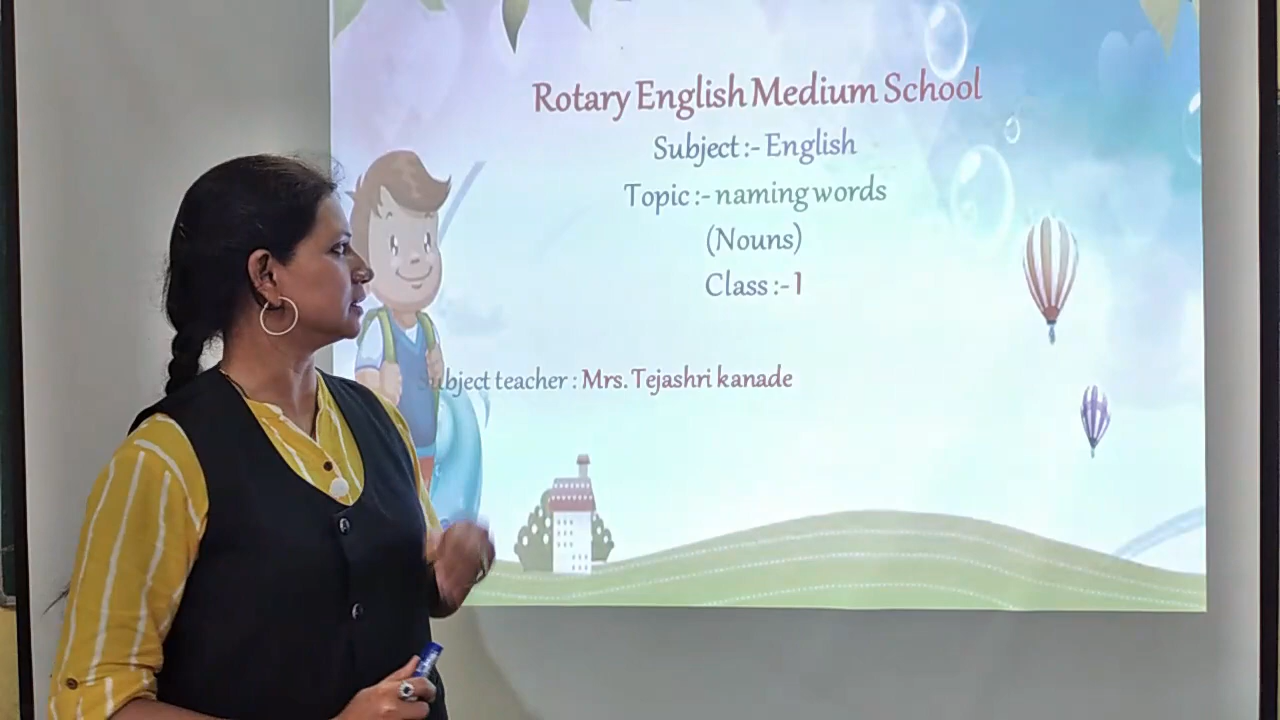 Rotary English Medium School
Subject :- English
Topic :- naming words
(Nouns)
Class :- 1
Subject teacher : Mrs. Tejashri kanade